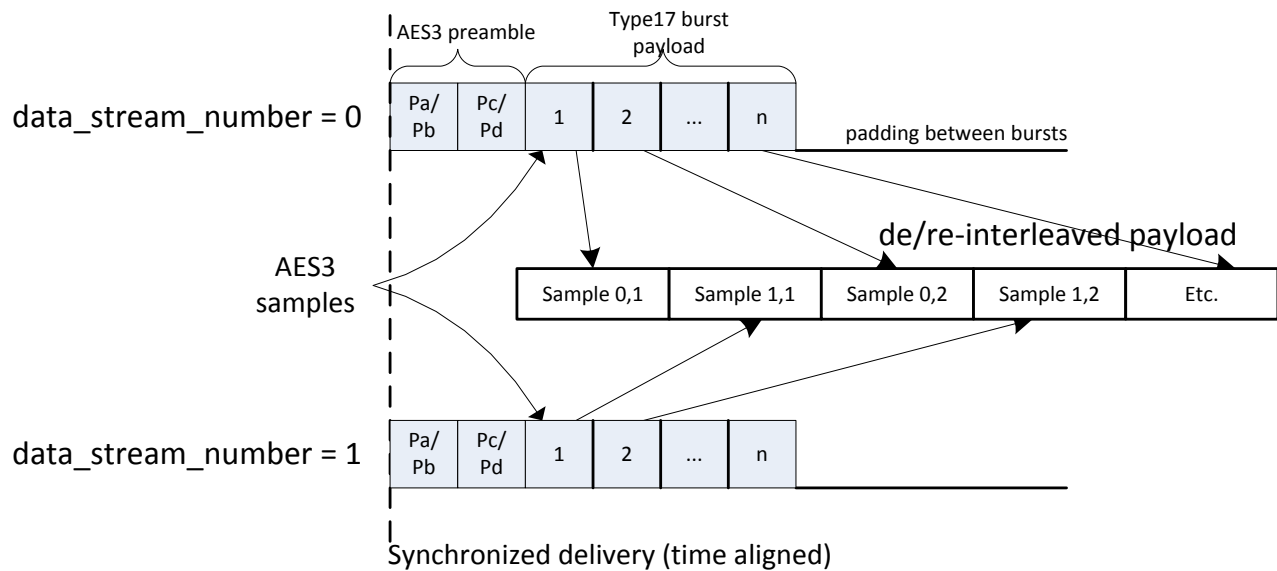 AES3 preamble
Type17 burst
payload
data_stream_number = 0
Pa/
Pb
Pc/
Pd
1
2
...
n
padding between bursts
de/re-interleaved payload
AES3
samples
Sample 0,1
Sample 1,1
Sample 0,2
Sample 1,2
Etc.
data_stream_number = 1
Pa/
Pb
Pc/
Pd
1
2
...
n
Synchronized delivery (time aligned)